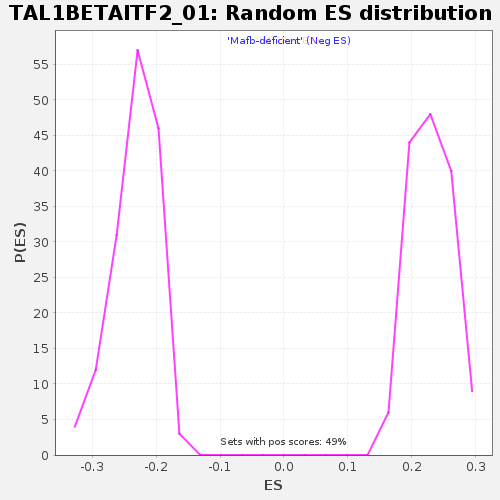 TAL1BETAITF2_01: Random ES distribution
'Mafb-deficient' (Neg ES)
55
50
45
40
35
30
25
20
15
10
5
0
P(ES)
Sets with pos scores: 49%
-0.3 -0.2 -0.1 0.0 0.1 0.2 0.3
ES